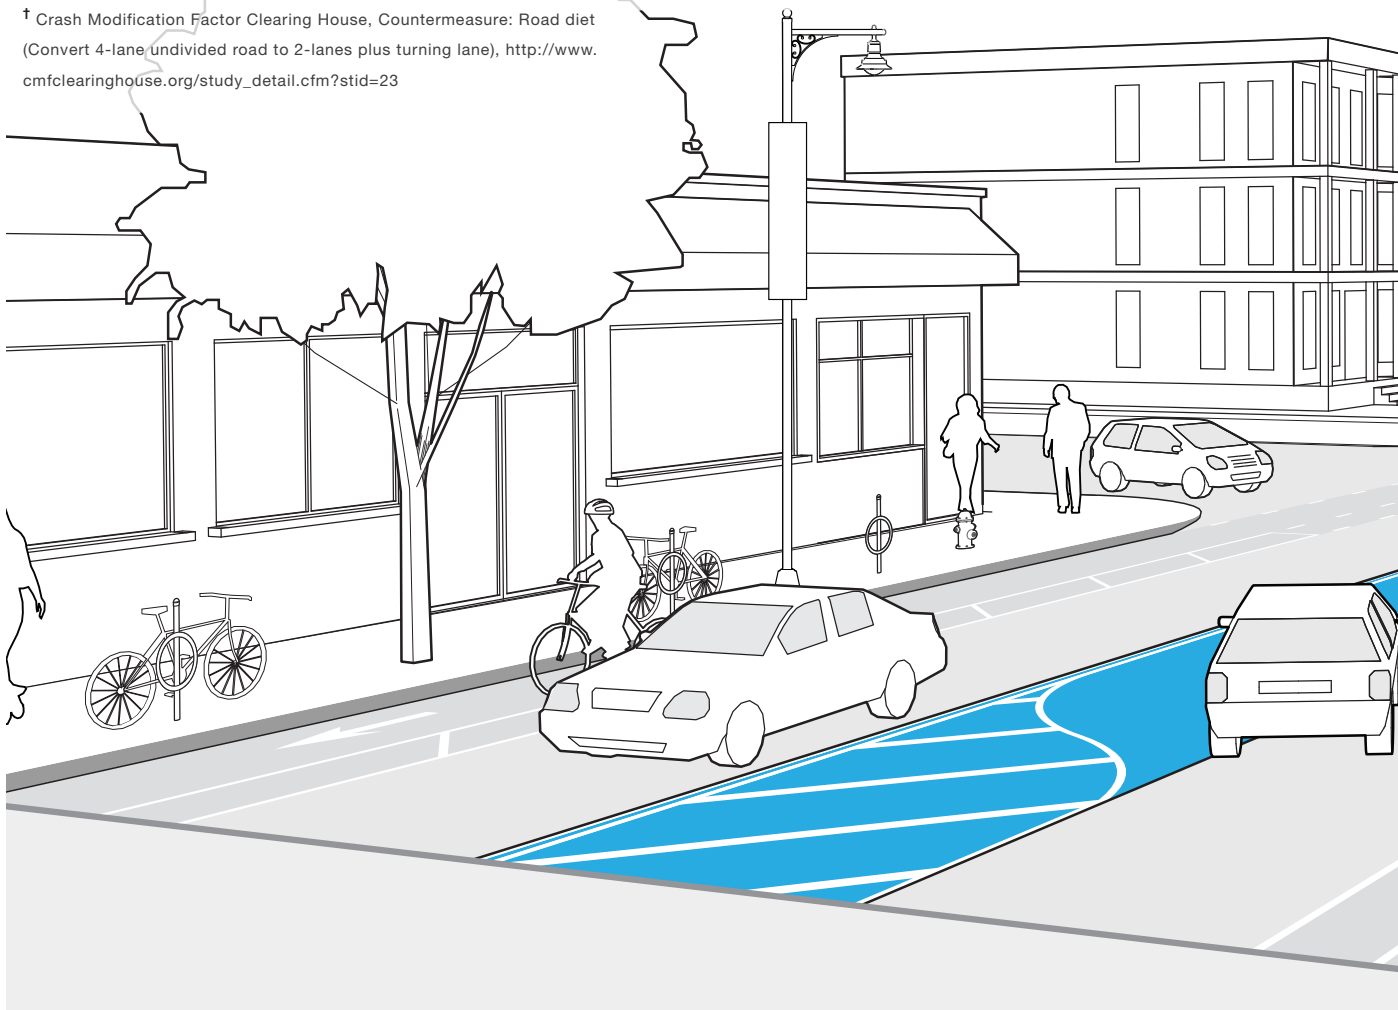 † Crash Modification Factor Clearing House, Countermeasure: Road diet
(Convert 4-lane undivided road to 2-lanes plus turning lane), http://www.
cmfclearinghouse.org/study_detail.cfm?stid=23